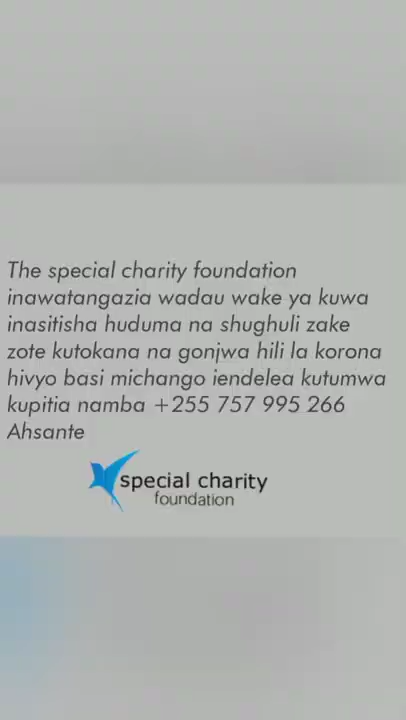 The special charity foundation
inawatangazia wadau wake ya kuwa
inasitisha huduma na shughuli zake
zote kutokana na gonjwa hili la korona
hivyo basi michango iendelea kutumwa
kupitia namba +255 757 995 266
Ahsante
special charity
foundation